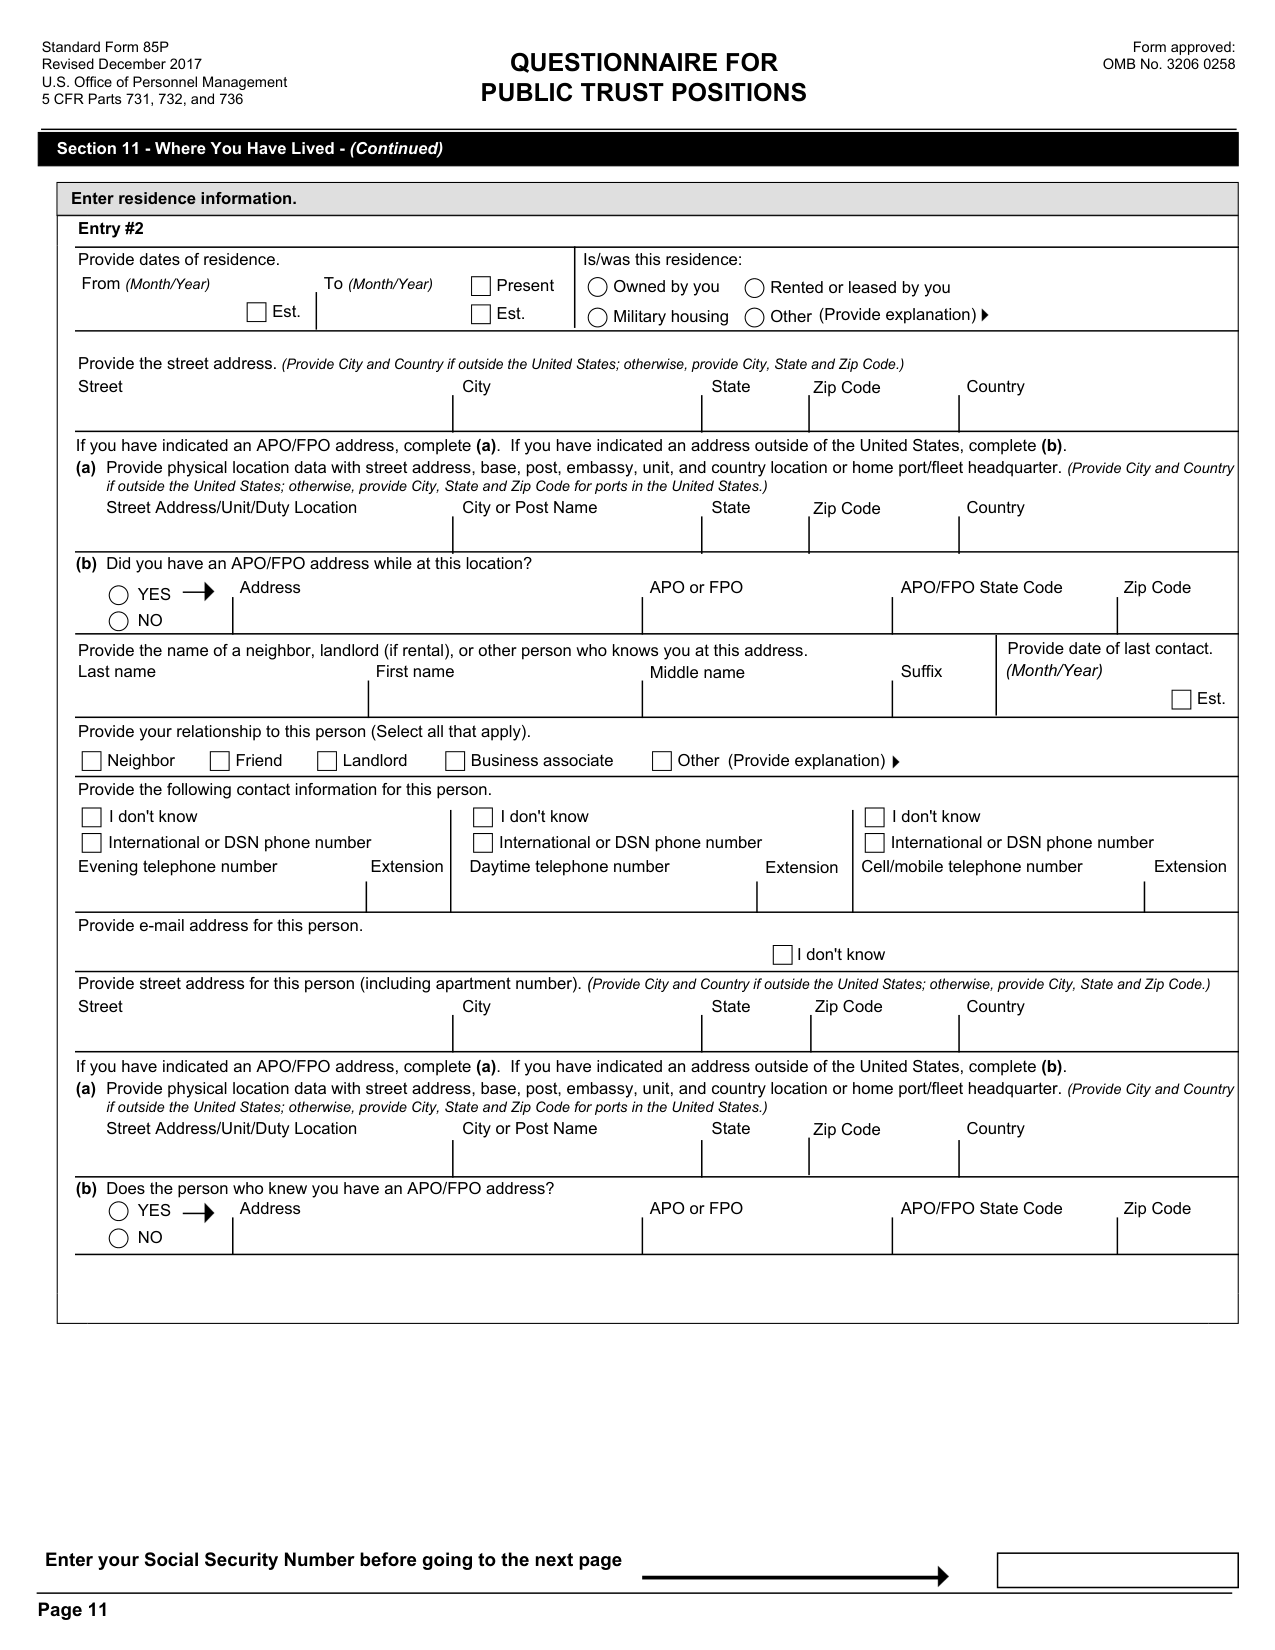 Standard Form 85P
Revised December 2017
U.S. Office of Personnel Management
5 CFR Parts 731, 732, and 736
QUESTIONNAIRE FOR
PUBLIC TRUST POSITIONS
Form approved:
OMB No. 3206 0258
Section 11 - Where You Have Lived - (Continued)
Enter residence information.
Entry #2
Provide dates of residence.
From (Month/Year)
Est.
To (Month/Year)
Present
Est.
Is/was this residence:
Owned by you
Rented or leased by you
Military housing
Other (Provide explanation)
Provide the street address. (Provide City and Country if outside the United States; otherwise, provide City, State and Zip Code.)
Street City State Zip Code Country
If you have indicated an APO/FPO address, complete (a). If you have indicated an address outside of the United States, complete (b).
(a) Provide physical location data with street address, base, post, embassy, unit, and country location or home port/fleet headquarter. (Provide City and Country
if outside the United States; otherwise, provide City, State and Zip Code for ports in the United States.)
Street Address/Unit/Duty Location City or Post Name State Zip Code Country
(b) Did you have an APO/FPO address while at this location?
YES Address APO or FPO APO/FPO State Code Zip Code
NO
Provide the name of a neighbor, landlord (if rental), or other person who knows you at this address.
Last name First name Middle name Suffix
Provide date of last contact.
(Month/Year)
Est.
Provide your relationship to this person (Select all that apply).
Neighbor Friend Landlord Business associate Other (Provide explanation)
Provide the following contact information for this person.
I don't know I don't know I don't know
International or DSN phone number International or DSN phone number International or DSN phone number
Evening telephone number Extension Daytime telephone number Extension Cell/mobile telephone number Extension
Provide e-mail address for this person.
I don't know
Provide street address for this person (including apartment number). (Provide City and Country if outside the United States; otherwise, provide City, State and Zip Code.)
Street City State Zip Code Country
If you have indicated an APO/FPO address, complete (a). If you have indicated an address outside of the United States, complete (b).
(a) Provide physical location data with street address, base, post, embassy, unit, and country location or home port/fleet headquarter. (Provide City and Country
if outside the United States; otherwise, provide City, State and Zip Code for ports in the United States.)
Street Address/Unit/Duty Location City or Post Name State Zip Code Country
(b) Does the person who knew you have an APO/FPO address?
YES Address APO or FPO APO/FPO State Code Zip Code
NO
Enter your Social Security Number before going to the next page
Page 11